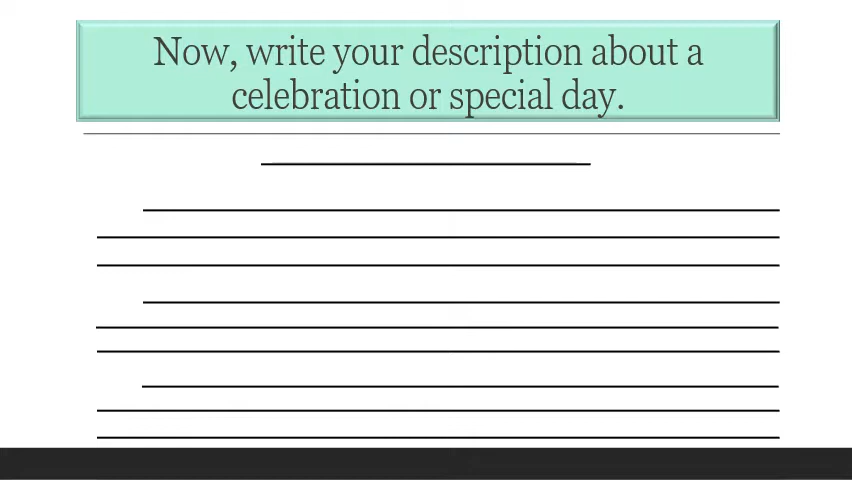 Now, write your description about a
celebration or special day.